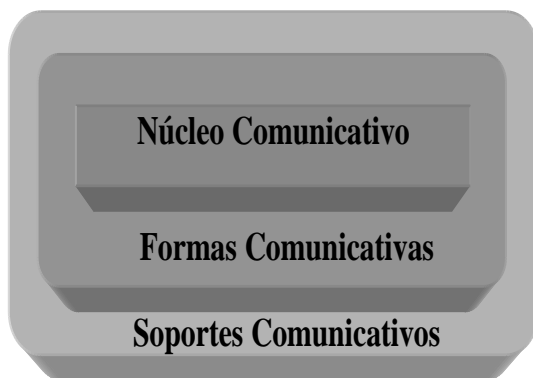 Núcleo Comunicativo
Formas Comunicativas
Soportes Comunicativos